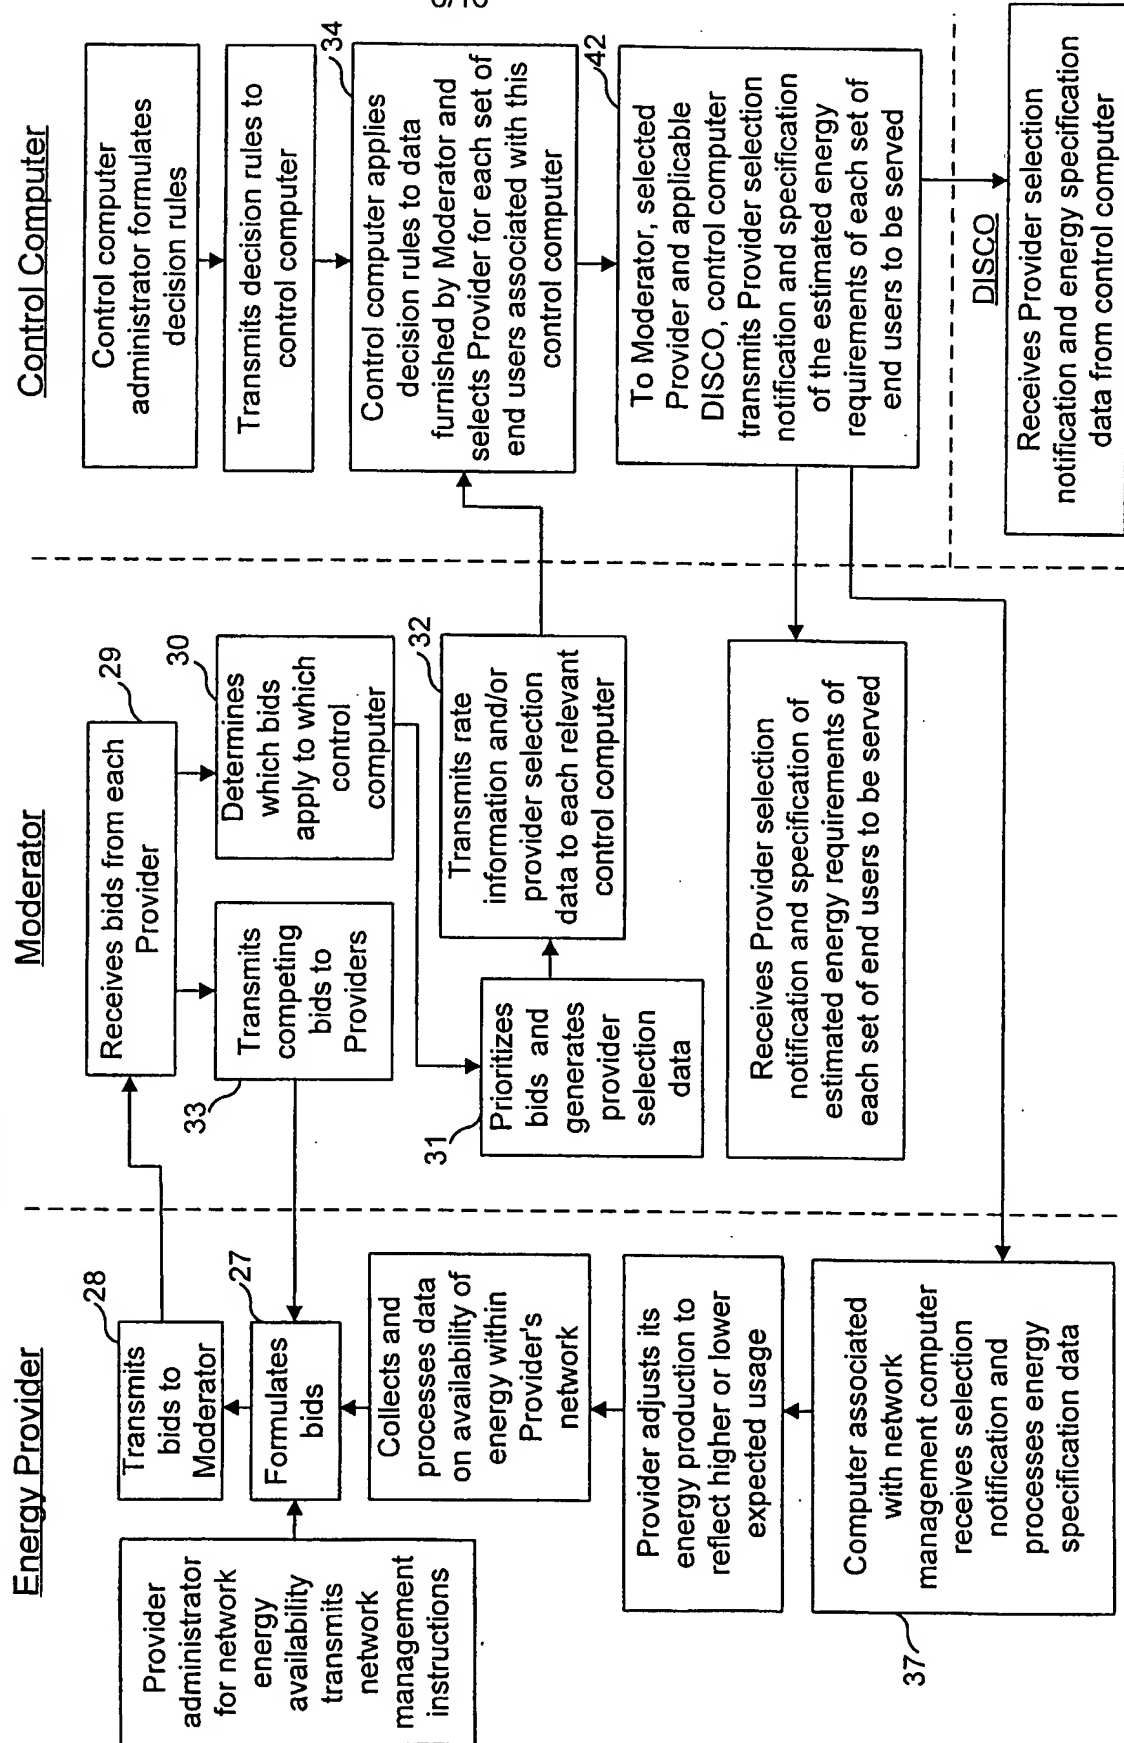 9/16
Energy Provider
Provider
administrator
for network
energy
availability
transmits
network
management
instructions
28
Transmits
bids to
Moderator
27
Formulates
bids
Collects and
processes data
on availability of
energy within
Provider's
network
Provider adjusts its
energy production to
reflect higher or lower
expected usage
Computer associated
with network
management computer
receives selection
notification and
processes energy
specification data
37
Moderator
29
Receives bids from each
Provider
33
Transmits
competing
bids to
Providers
30
Determines
which bids
apply to which
control
computer
31
Prioritizes
bids and
generates
provider
selection
data
32
Transmits rate
information and/or
provider selection
data to each relevant
control computer
Receives Provider selection
notification and specification of
estimated energy requirements of
each set of end users to be served
Control Computer
Control computer
administrator formulates
decision rules
Transmits decision rules to
control computer
34
Control computer applies
decision rules to data
furnished by Moderator and
selects Provider for each set of
end users associated with this
control computer
42
To Moderator, selected
Provider and applicable
DISCO, control computer
transmits Provider selection
notification and specification
of the estimated energy
requirements of each set of
end users to be served
DISCO
Receives Provider selection
notification and energy specification
data from control computer